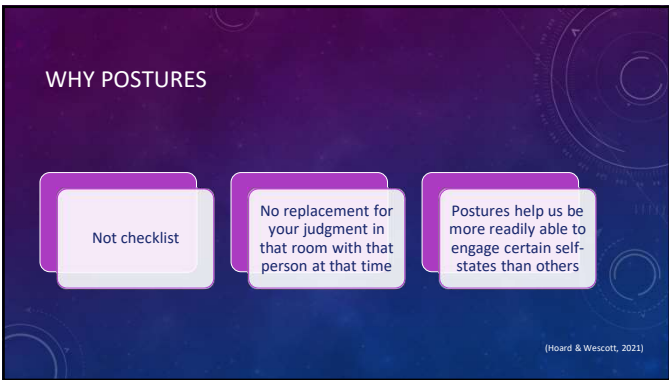 WHY POSTURES
Not checklist
No replacement for
your judgment in
that room with that
person at that time
Postures help us be
more readily able to
engage certain self-
states than others
(Hoard & Wescott, 2021)